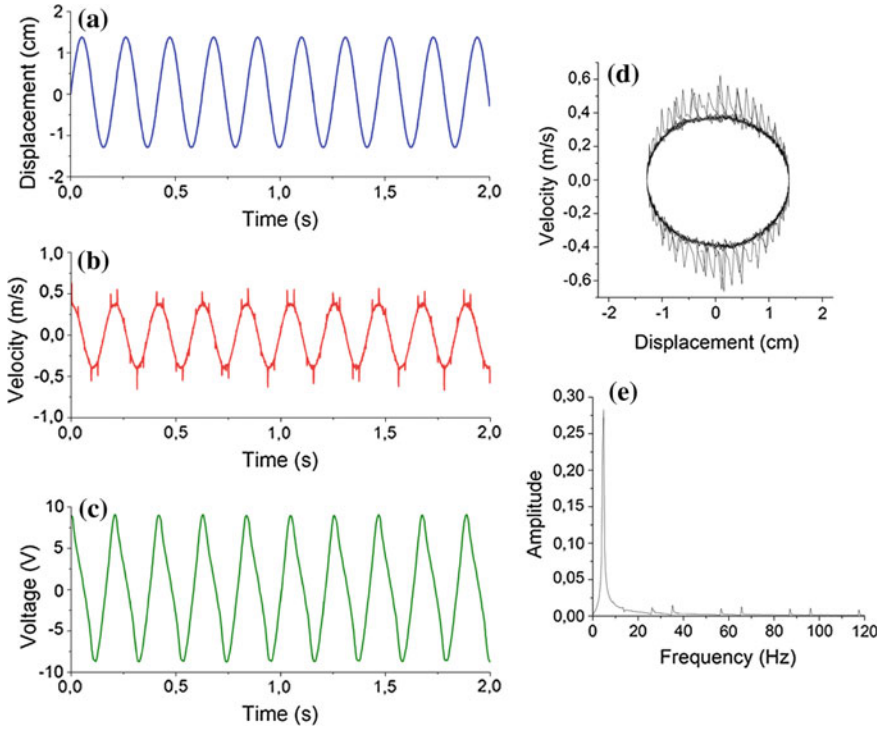 (a)
Displacement (cm)
2
1
0
-1
-2
0,0 0,5 1,0 1,5 2,0
Time (s)
(b)
Velocity (m/s)
1,0
0,5
0,0
-0,5
-1,0
0,0 0,5 1,0 1,5 2,0
Time (s)
(c)
Voltage (V)
10
5
0
-5
-10
0,0 0,5 1,0 1,5 2,0
Time (s)
(d)
Velocity (m/s)
0,6
0,4
0,2
0,0
-0,2
-0,4
-0,6
-2 -1 0 1 2
Displacement (cm)
(e)
Amplitude
0,30
0,25
0,20
0,15
0,10
0,05
0,00
0 20 40 60 80 100 120
Frequency (Hz)